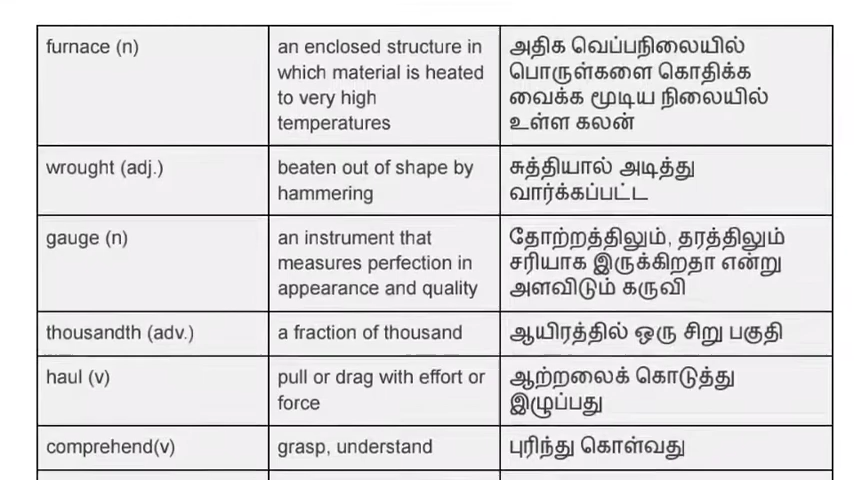 furnace (n)
an enclosed structure in
which material is heated
to very high
temperatures
அதிக வெப்பநிலையில்
பொருள்களை கொதிக்க
வைக்க மூடிய நிலையில்
உள்ள கலன்
wrought (adj.)
beaten out of shape by
hammering
சுத்தியால் அடித்து
வார்க்கப்பட்ட
gauge (n)
an instrument that
measures perfection in
appearance and quality
தோற்றத்திலும், தரத்திலும்
சரியாக இருக்கிறதா என்று
அளவிடும் கருவி
thousandth (adv.)
a fraction of thousand
ஆயிரத்தில் ஒரு சிறு பகுதி
haul (v)
pull or drag with effort or
force
ஆற்றலைக் கொடுத்து
இழுப்பது
comprehend(v)
grasp, understand
புரிந்து கொள்வது